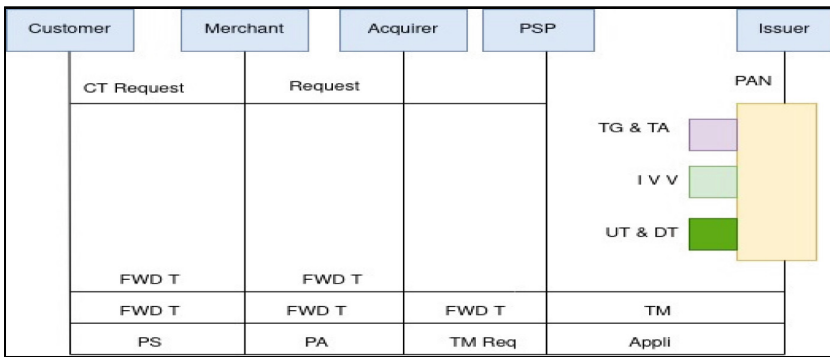 Customer Merchant Acquirer PSP Issuer
PAN
CT Request Request
TG & TA
I V V
UT & DT
FWD T FWD T
FWD T FWD T FWD T TM
PS PA TM Req Appli